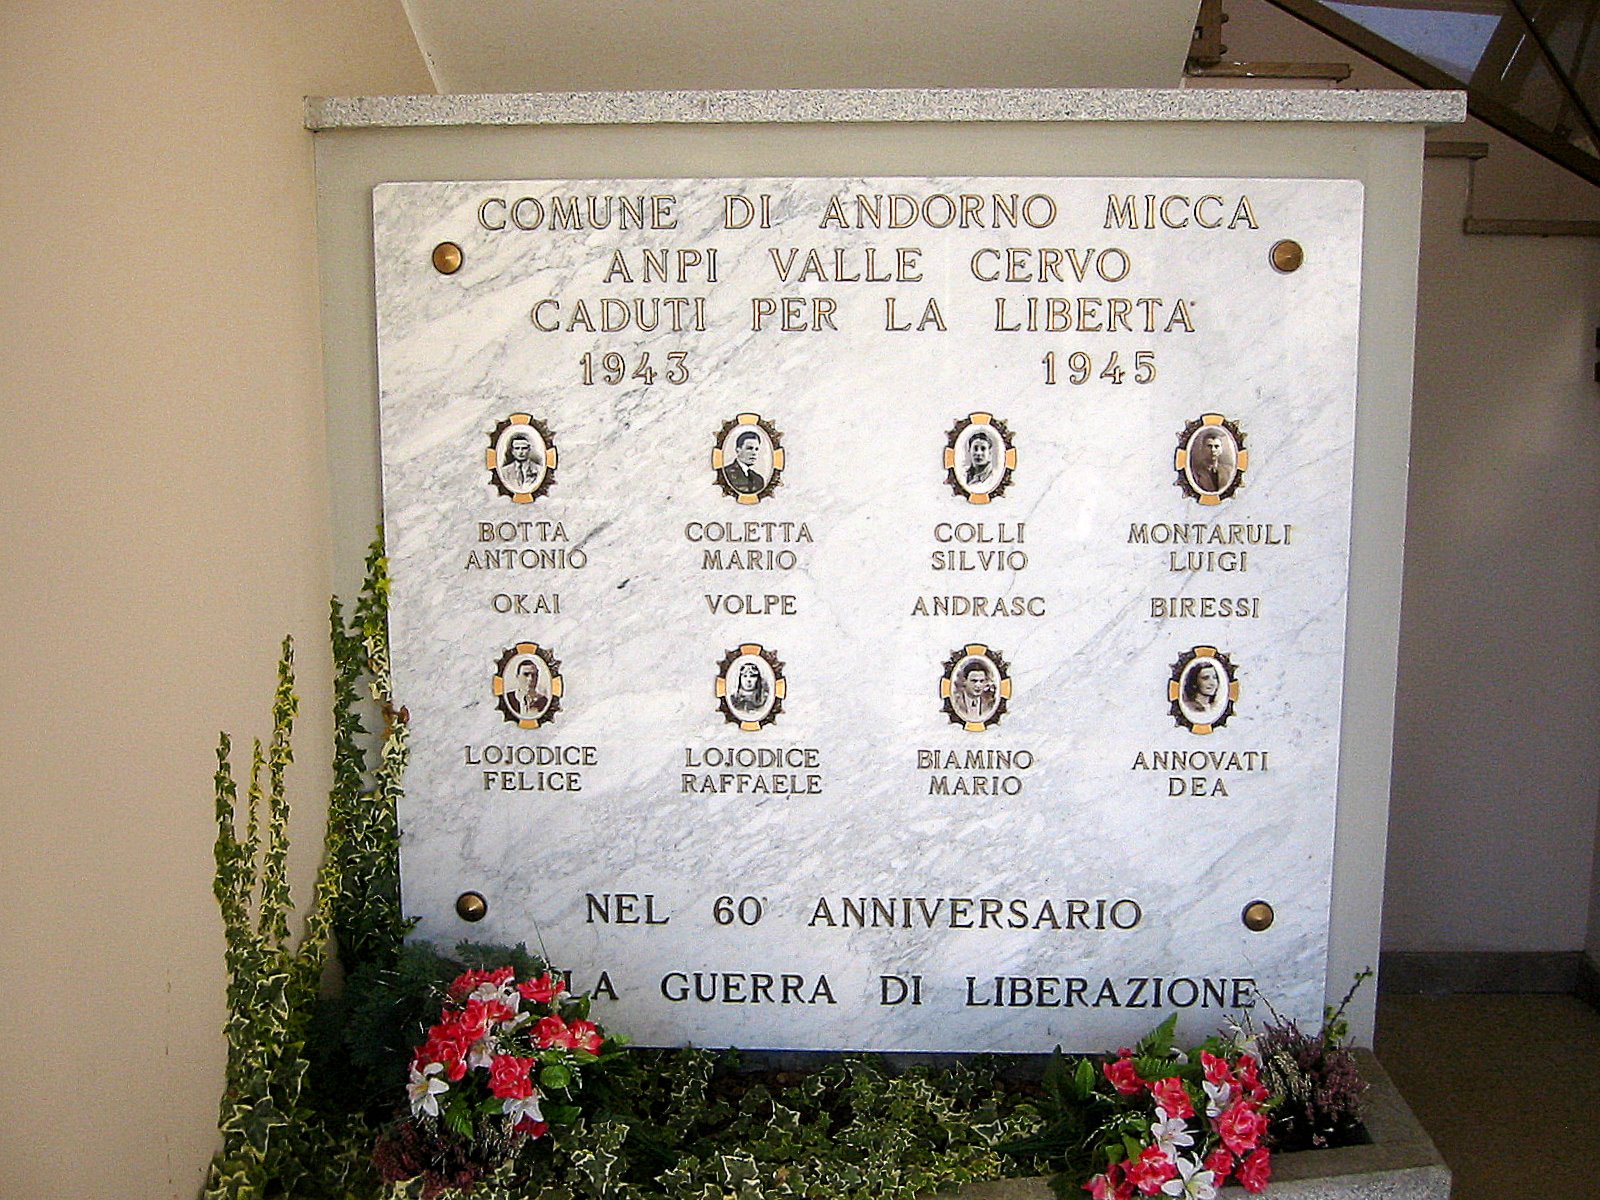 COMUNE DI ANDORNO MICCA
ANPI VALLE CERVO
CADUTI PER LA LIBERTA'
1943 1945
BOTTA COLETTA COLLI MONTARULI
ANTONIO MARIO SILVIO LUIGI
OKAI VOLPE ANDRASC BIRESSI
LOJODICE LOJODICE BIAMINO ANNOVATI
FELICE RAFFAELE MARIO DEA
NEL 60° ANNIVERSARIO
LA GUERRA DI LIBERAZIONE